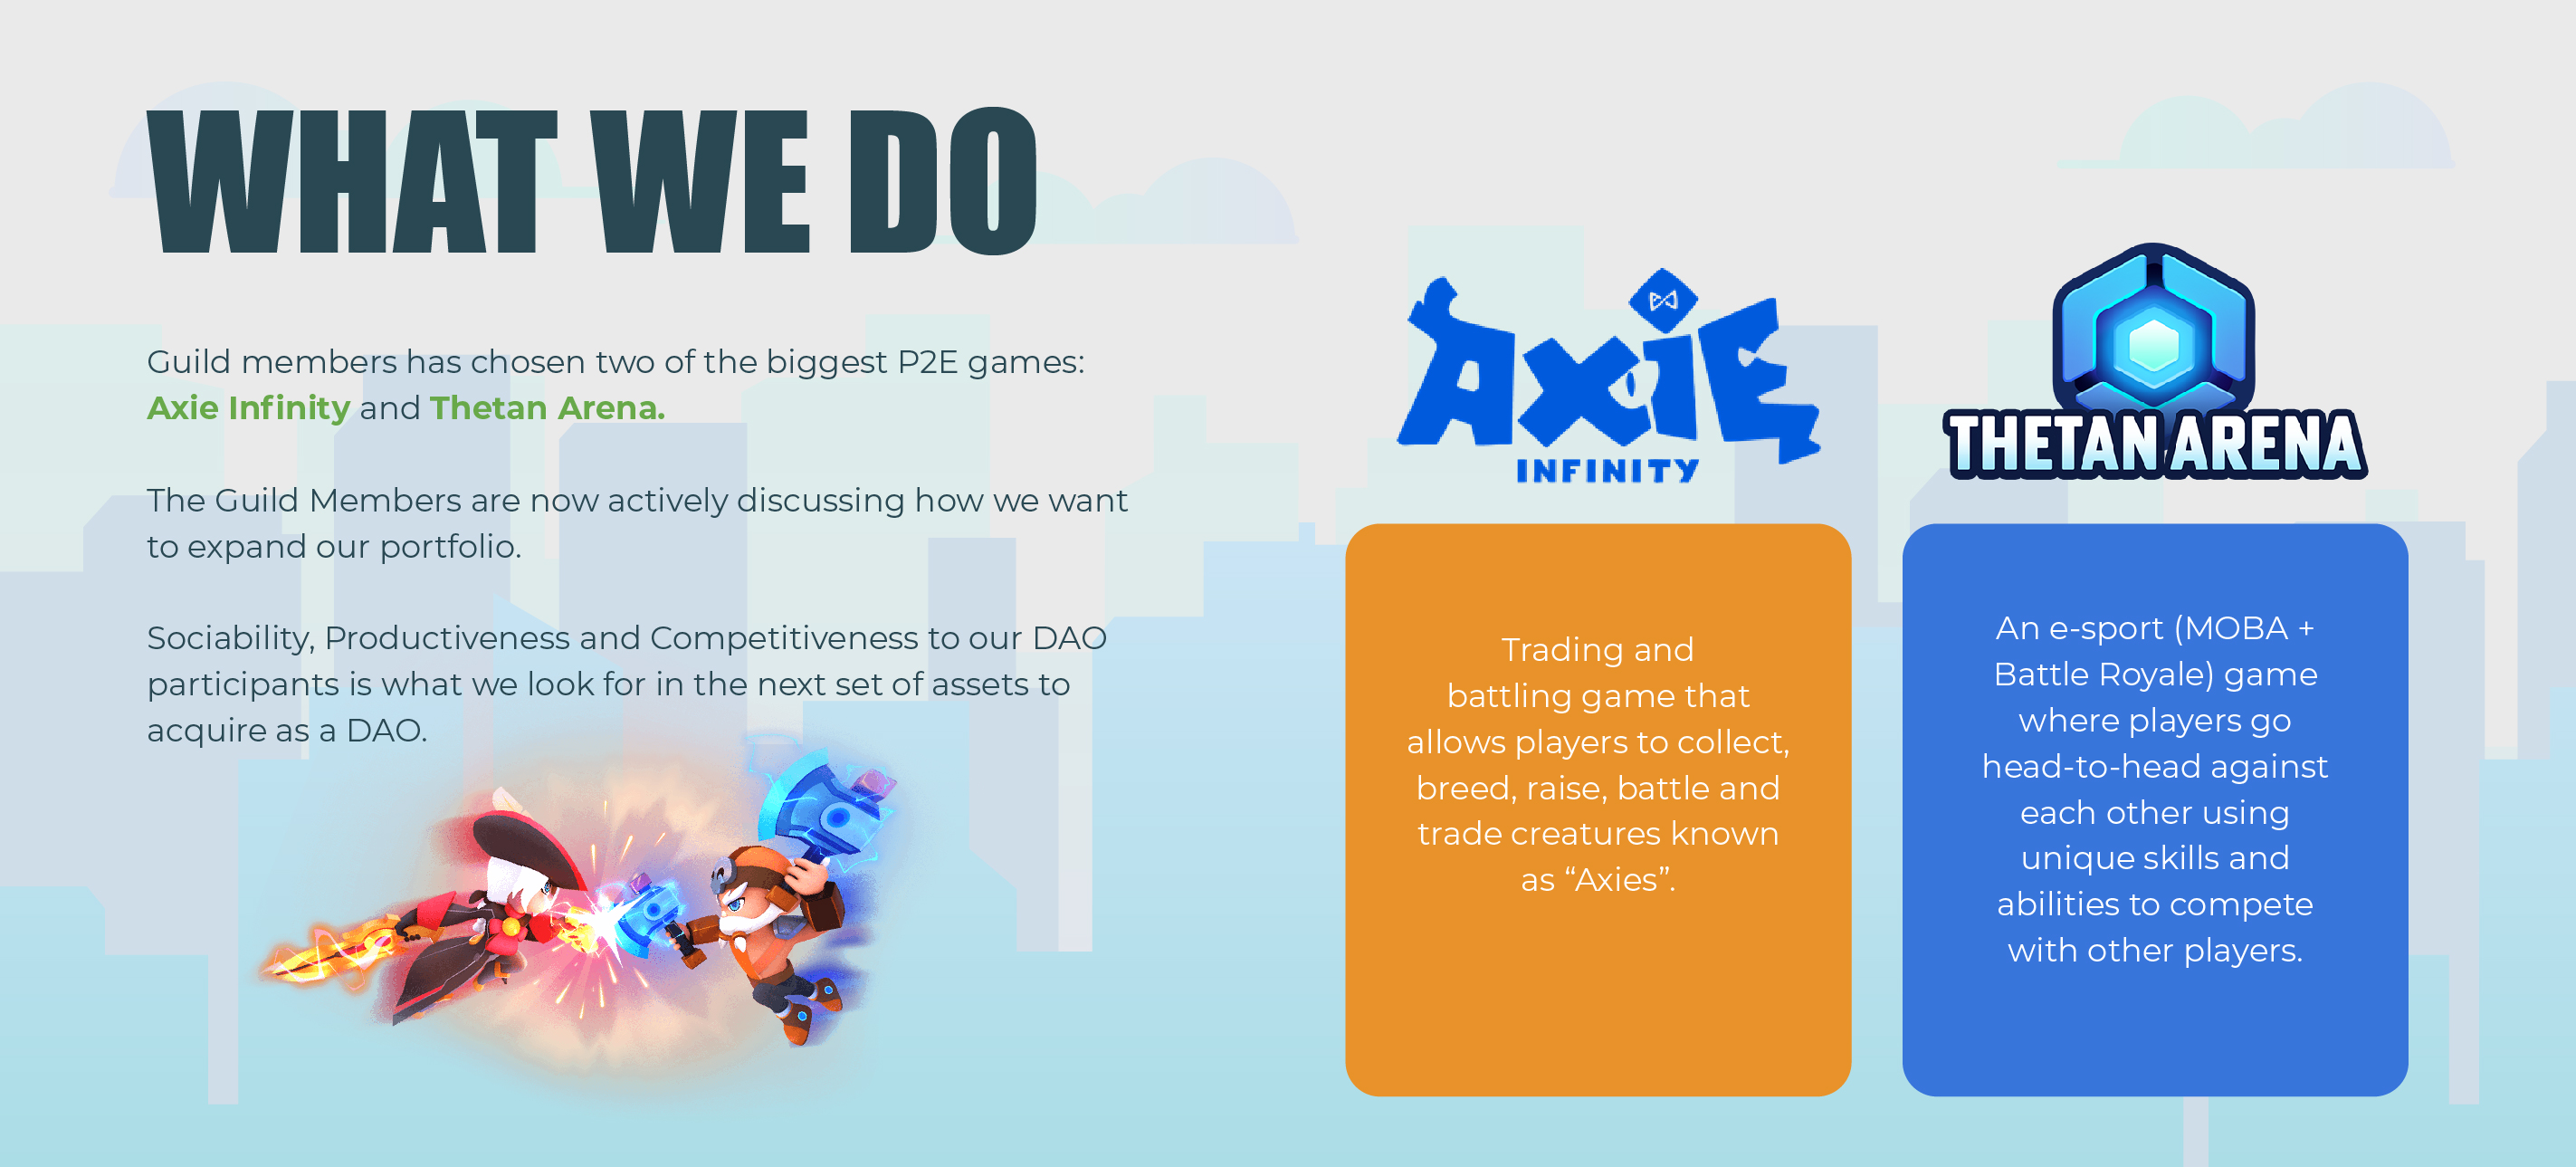 WHAT WE DO
Guild members has chosen two of the biggest P2E games:
Axie Infinity and Thetan Arena.
The Guild Members are now actively discussing how we want
to expand our portfolio.
Sociability, Productiveness and Competitiveness to our DAO
participants is what we look for in the next set of assets to
acquire as a DAO.
AXIE
INFINITY
Trading and
battling game that
allows players to collect,
breed, raise, battle and
trade creatures known
as “Axies”.
THETAN ARENA
An e-sport (MOBA +
Battle Royale) game
where players go
head-to-head against
each other using
unique skills and
abilities to compete
with other players.